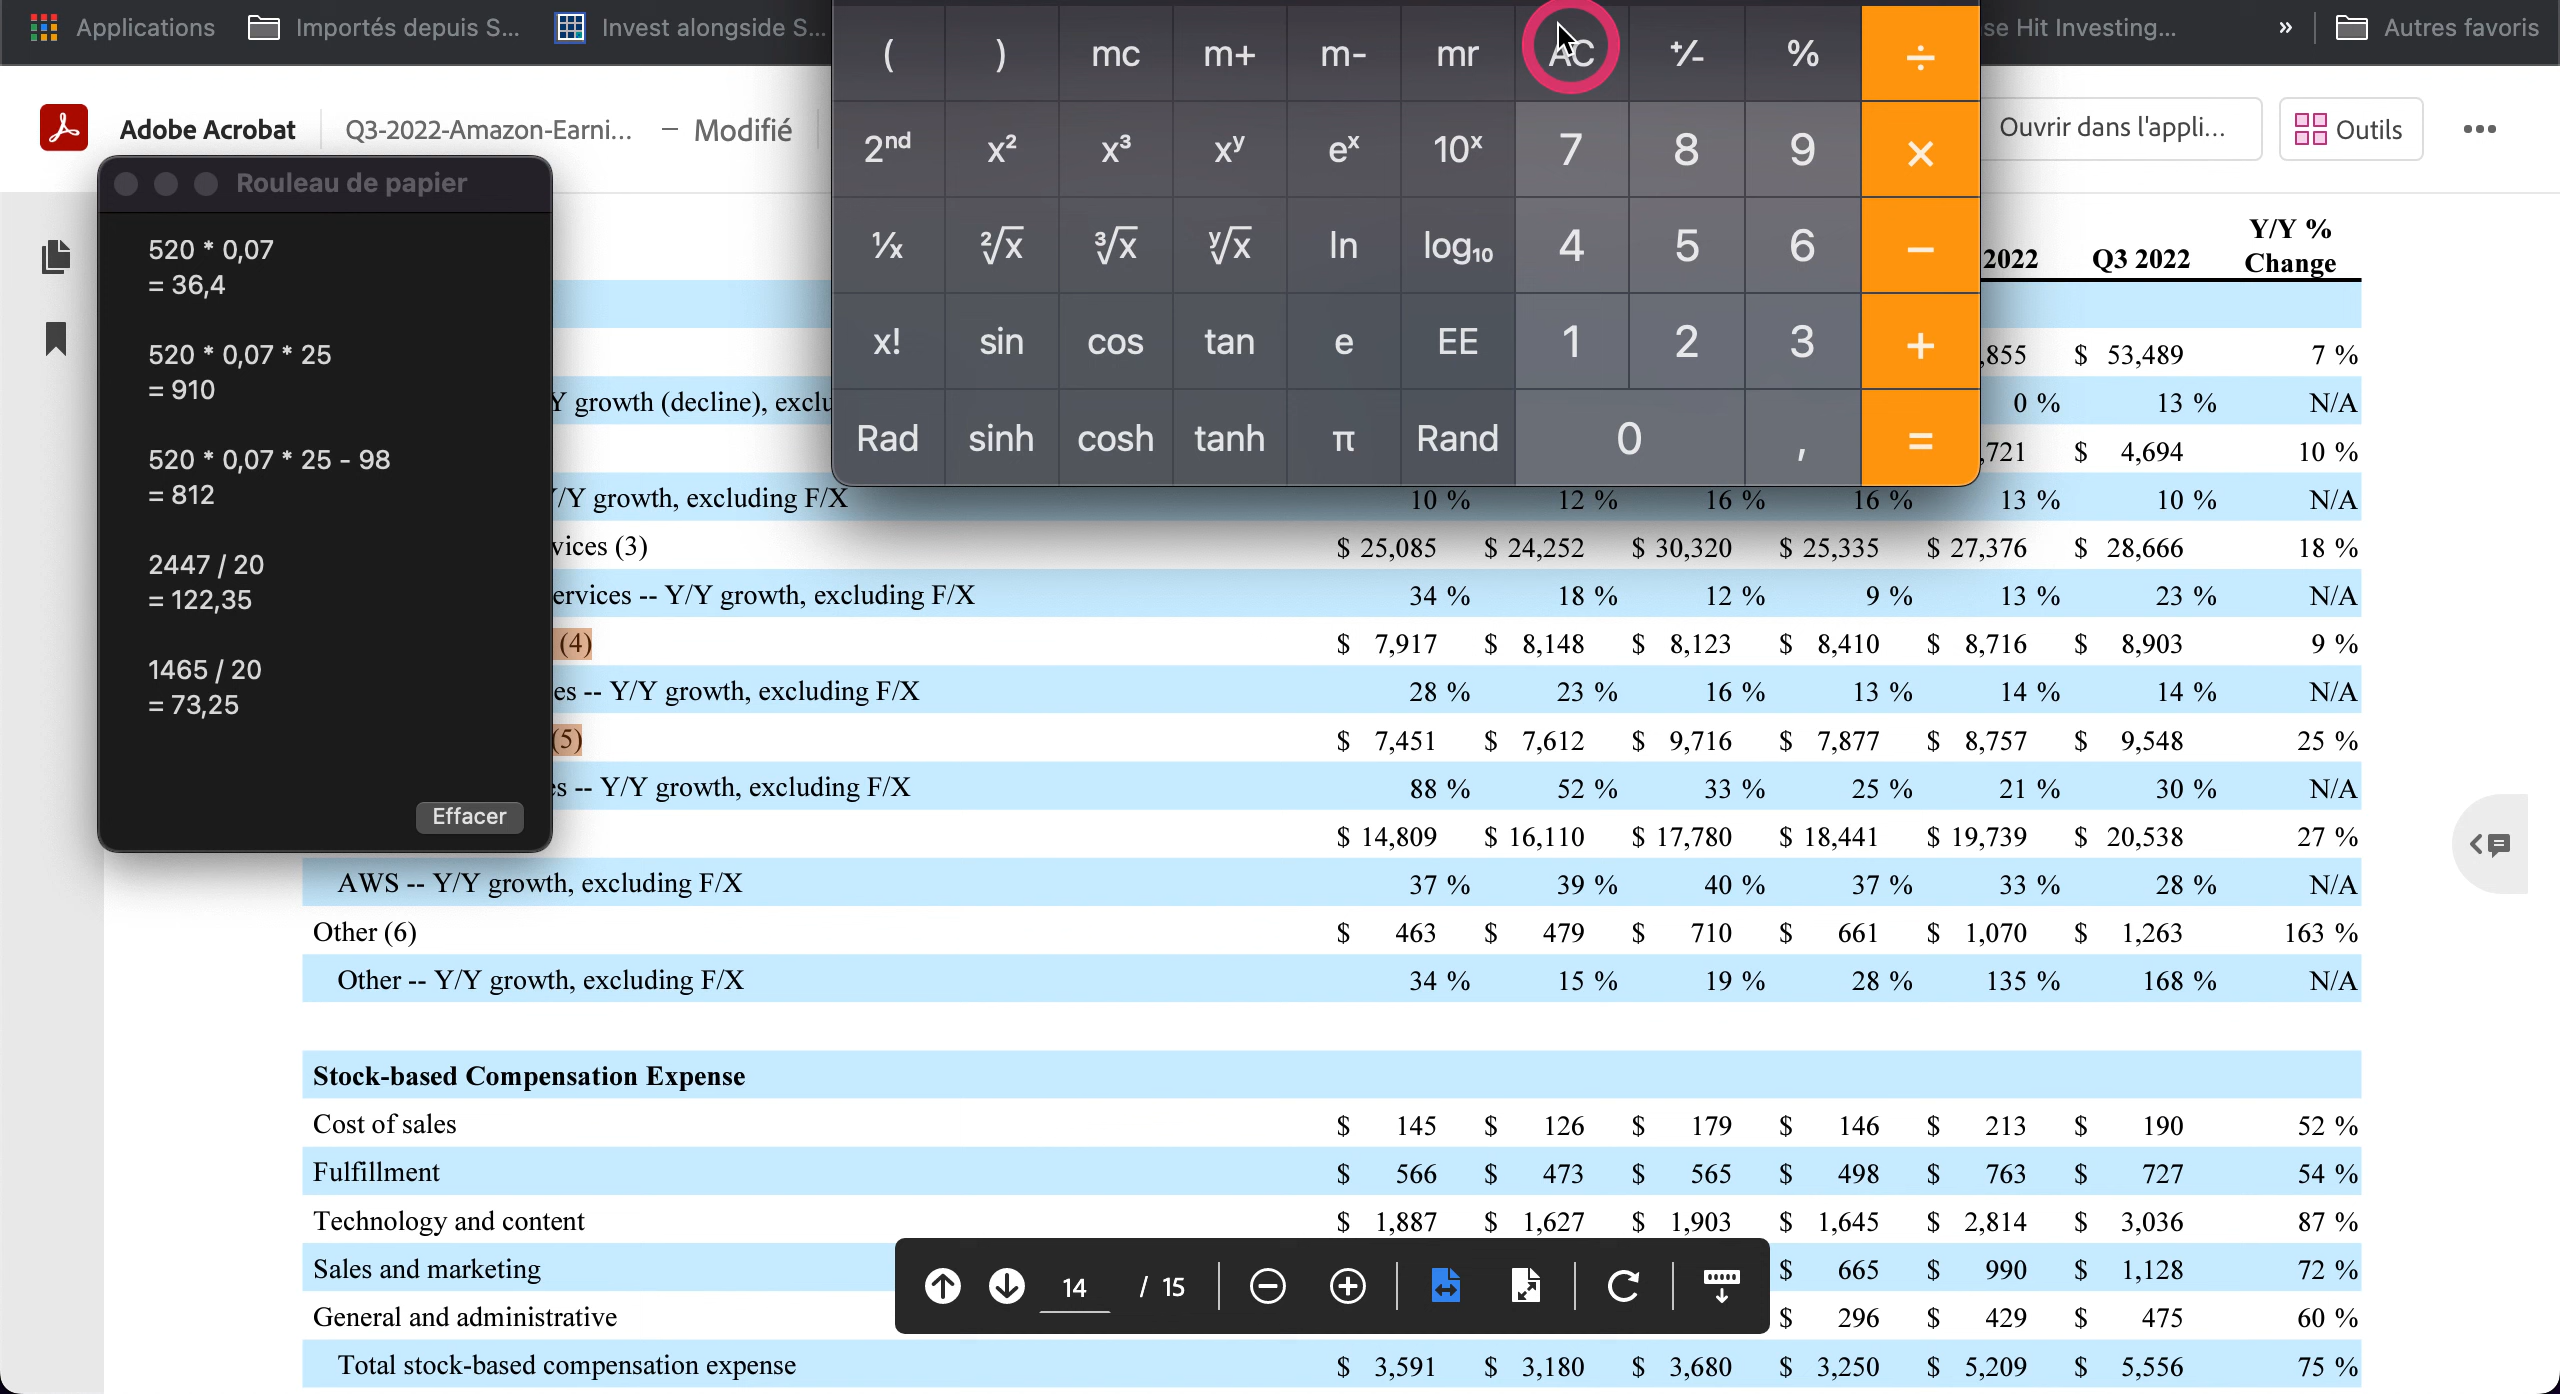 Applications Importés depuis S... Invest alongside S... se Hit Investing... » Autres favoris
Adobe Acrobat Q3-2022-Amazon-Earni... — Modifié Ouvrir dans l'appli... Outils
( ) mc m+ m- mr AC +/- % ÷
2nd x² x³ xʸ eˣ 10ˣ 7 8 9 ×
1/x ²√x ³√x ʸ√x ln log₁₀ 4 5 6 −
x! sin cos tan e EE 1 2 3 +
Rad sinh cosh tanh π Rand 0 , =
Rouleau de papier
520 * 0,07
= 36,4
520 * 0,07 * 25
= 910
520 * 0,07 * 25 - 98
= 812
2447 / 20
= 122,35
1465 / 20
= 73,25
Effacer
Y/Y %
2022 Q3 2022 Change
,855 $ 53,489 7 %
Y growth (decline), exclu 0 % 13 % N/A
,721 $ 4,694 10 %
/Y growth, excluding F/X 10 % 12 % 16 % 16 % 13 % 10 % N/A
vices (3) $ 25,085 $ 24,252 $ 30,320 $ 25,335 $ 27,376 $ 28,666 18 %
ervices -- Y/Y growth, excluding F/X 34 % 18 % 12 % 9 % 13 % 23 % N/A
(4) $ 7,917 $ 8,148 $ 8,123 $ 8,410 $ 8,716 $ 8,903 9 %
es -- Y/Y growth, excluding F/X 28 % 23 % 16 % 13 % 14 % 14 % N/A
(5) $ 7,451 $ 7,612 $ 9,716 $ 7,877 $ 8,757 $ 9,548 25 %
es -- Y/Y growth, excluding F/X 88 % 52 % 33 % 25 % 21 % 30 % N/A
$ 14,809 $ 16,110 $ 17,780 $ 18,441 $ 19,739 $ 20,538 27 %
AWS -- Y/Y growth, excluding F/X 37 % 39 % 40 % 37 % 33 % 28 % N/A
Other (6) $ 463 $ 479 $ 710 $ 661 $ 1,070 $ 1,263 163 %
Other -- Y/Y growth, excluding F/X 34 % 15 % 19 % 28 % 135 % 168 % N/A
Stock-based Compensation Expense
Cost of sales $ 145 $ 126 $ 179 $ 146 $ 213 $ 190 52 %
Fulfillment $ 566 $ 473 $ 565 $ 498 $ 763 $ 727 54 %
Technology and content $ 1,887 $ 1,627 $ 1,903 $ 1,645 $ 2,814 $ 3,036 87 %
Sales and marketing $ 665 $ 990 $ 1,128 72 %
14 / 15
General and administrative $ 296 $ 429 $ 475 60 %
Total stock-based compensation expense $ 3,591 $ 3,180 $ 3,680 $ 3,250 $ 5,209 $ 5,556 75 %